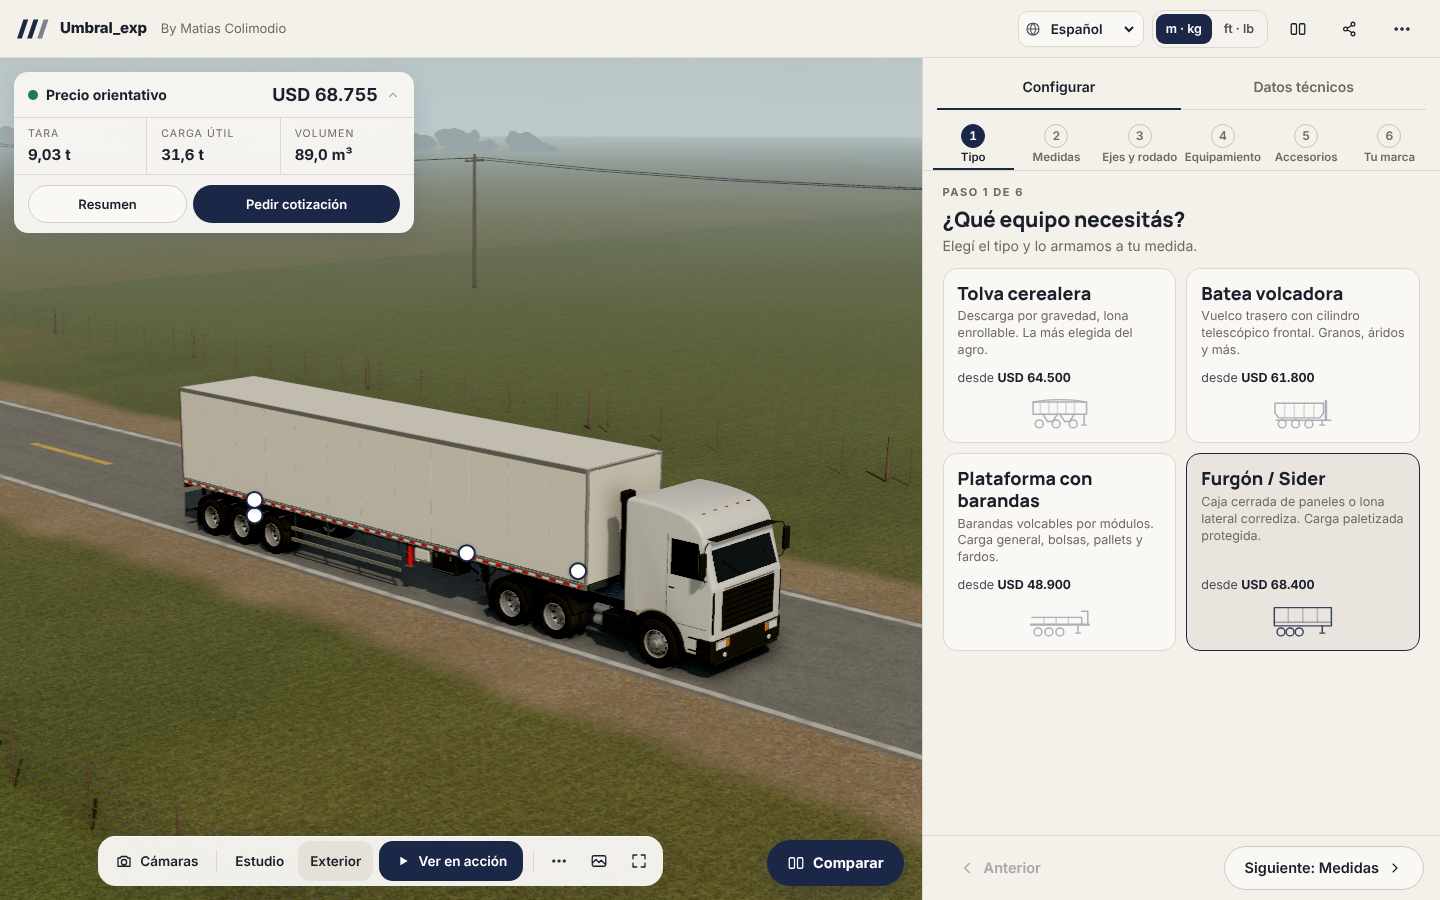 Umbral_exp By Matias Colimodio
Español
m · kg ft · lb
Precio orientativo USD 68.755
TARA CARGA ÚTIL VOLUMEN
9,03 t 31,6 t 89,0 m³
Resumen Pedir cotización
Cámaras Estudio Exterior Ver en acción
Comparar
Configurar Datos técnicos
1 2 3 4 5 6
Tipo Medidas Ejes y rodado Equipamiento Accesorios Tu marca
PASO 1 DE 6
¿Qué equipo necesitás?
Elegí el tipo y lo armamos a tu medida.
Tolva cerealera
Descarga por gravedad, lona
enrollable. La más elegida del
agro.
desde USD 64.500
Batea volcadora
Vuelco trasero con cilindro
telescópico frontal. Granos, áridos
y más.
desde USD 61.800
Plataforma con
barandas
Barandas volcables por módulos.
Carga general, bolsas, pallets y
fardos.
desde USD 48.900
Furgón / Sider
Caja cerrada de paneles o lona
lateral corrediza. Carga paletizada
protegida.
desde USD 68.400
Anterior Siguiente: Medidas